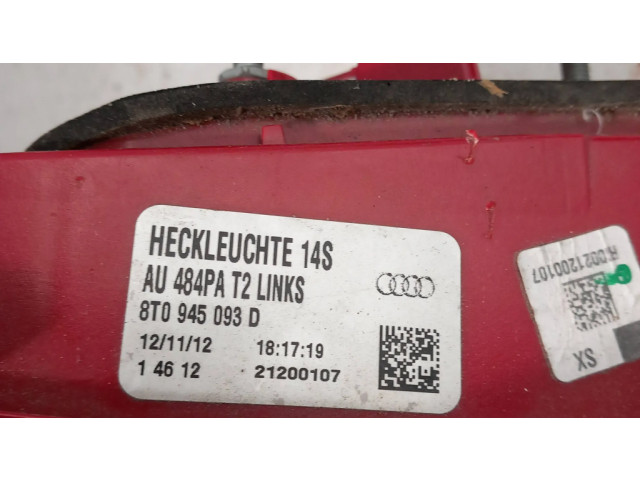 HECKLEUCHTE 14S
AU 484PA T2 LINKS
8T0 945 093 D
12/11/12 18:17:19
1 46 12 21200107
SX